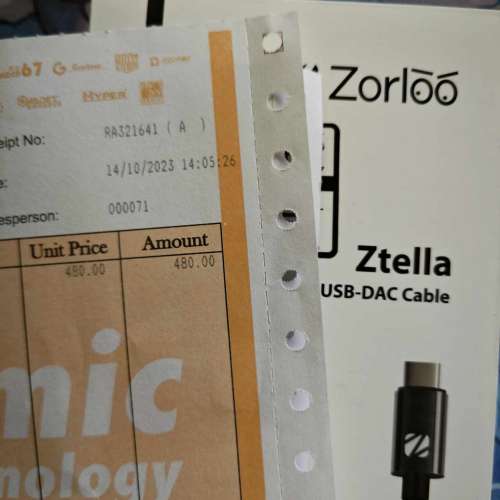 67
HYPER
eipt No: RA321641 ( A )
e: 14/10/2023 14:05:26
esperson: 000071
Unit Price Amount
480.00 480.00
mic
nology
Zorloo
Ztella
USB-DAC Cable